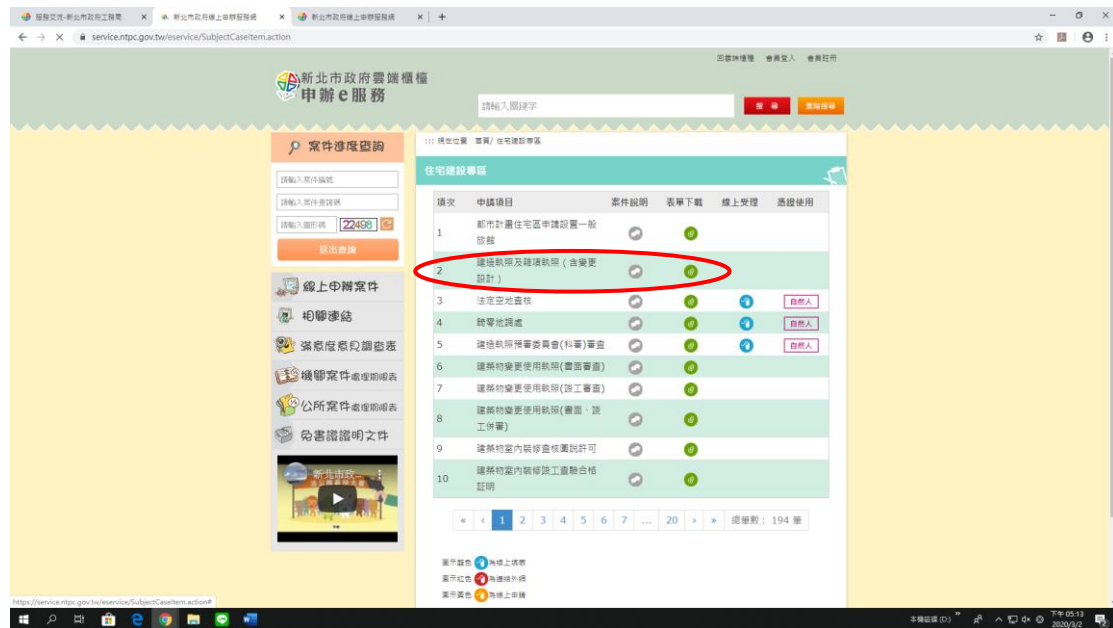 服務交流-新北市政府工務局
新北市政府線上申辦服務網
新北市政府線上申辦服務網
service.ntpc.gov.tw/eservice/SubjectCaseItem.action
回雲端櫃檯 會員登入 會員註冊
新北市政府雲端櫃檯
申辦e服務
請輸入關鍵字
搜 尋
進階搜尋
案件進度查詢
請輸入案件編號
請輸入案件查詢碼
請輸入圖形碼
22498
送出查詢
線上申辦案件
相關連結
滿意度意見調查表
機關案件處理期報表
公所案件處理期報表
免書證證明文件
新北市政…
::: 現在位置 首頁/ 住宅建設專區
住宅建設專區
項次 申請項目 案件說明 表單下載 線上受理 憑證使用
1 都市計畫住宅區申請設置一般
旅館
2 建造執照及雜項執照(含變更
設計)
3 法定空地查核 自然人
4 畸零地調處 自然人
5 建造執照預審委員會(科審)審查 自然人
6 建築物變更使用執照(書面審查)
7 建築物變更使用執照(竣工審查)
8 建築物變更使用執照(書面、竣
工併審)
9 建築物室內裝修查核圖說許可
10 建築物室內裝修竣工查驗合格
証明
« ‹ 1 2 3 4 5 6 7 ... 20 › » 總筆數: 194 筆
圖示藍色 為線上填表
圖示紅色 為連結外網
圖示黃色 為線上申辦
https://service.ntpc.gov.tw/eservice/SubjectCaseItem.action#
本機磁碟 (D:)
下午 05:13
2020/3/2